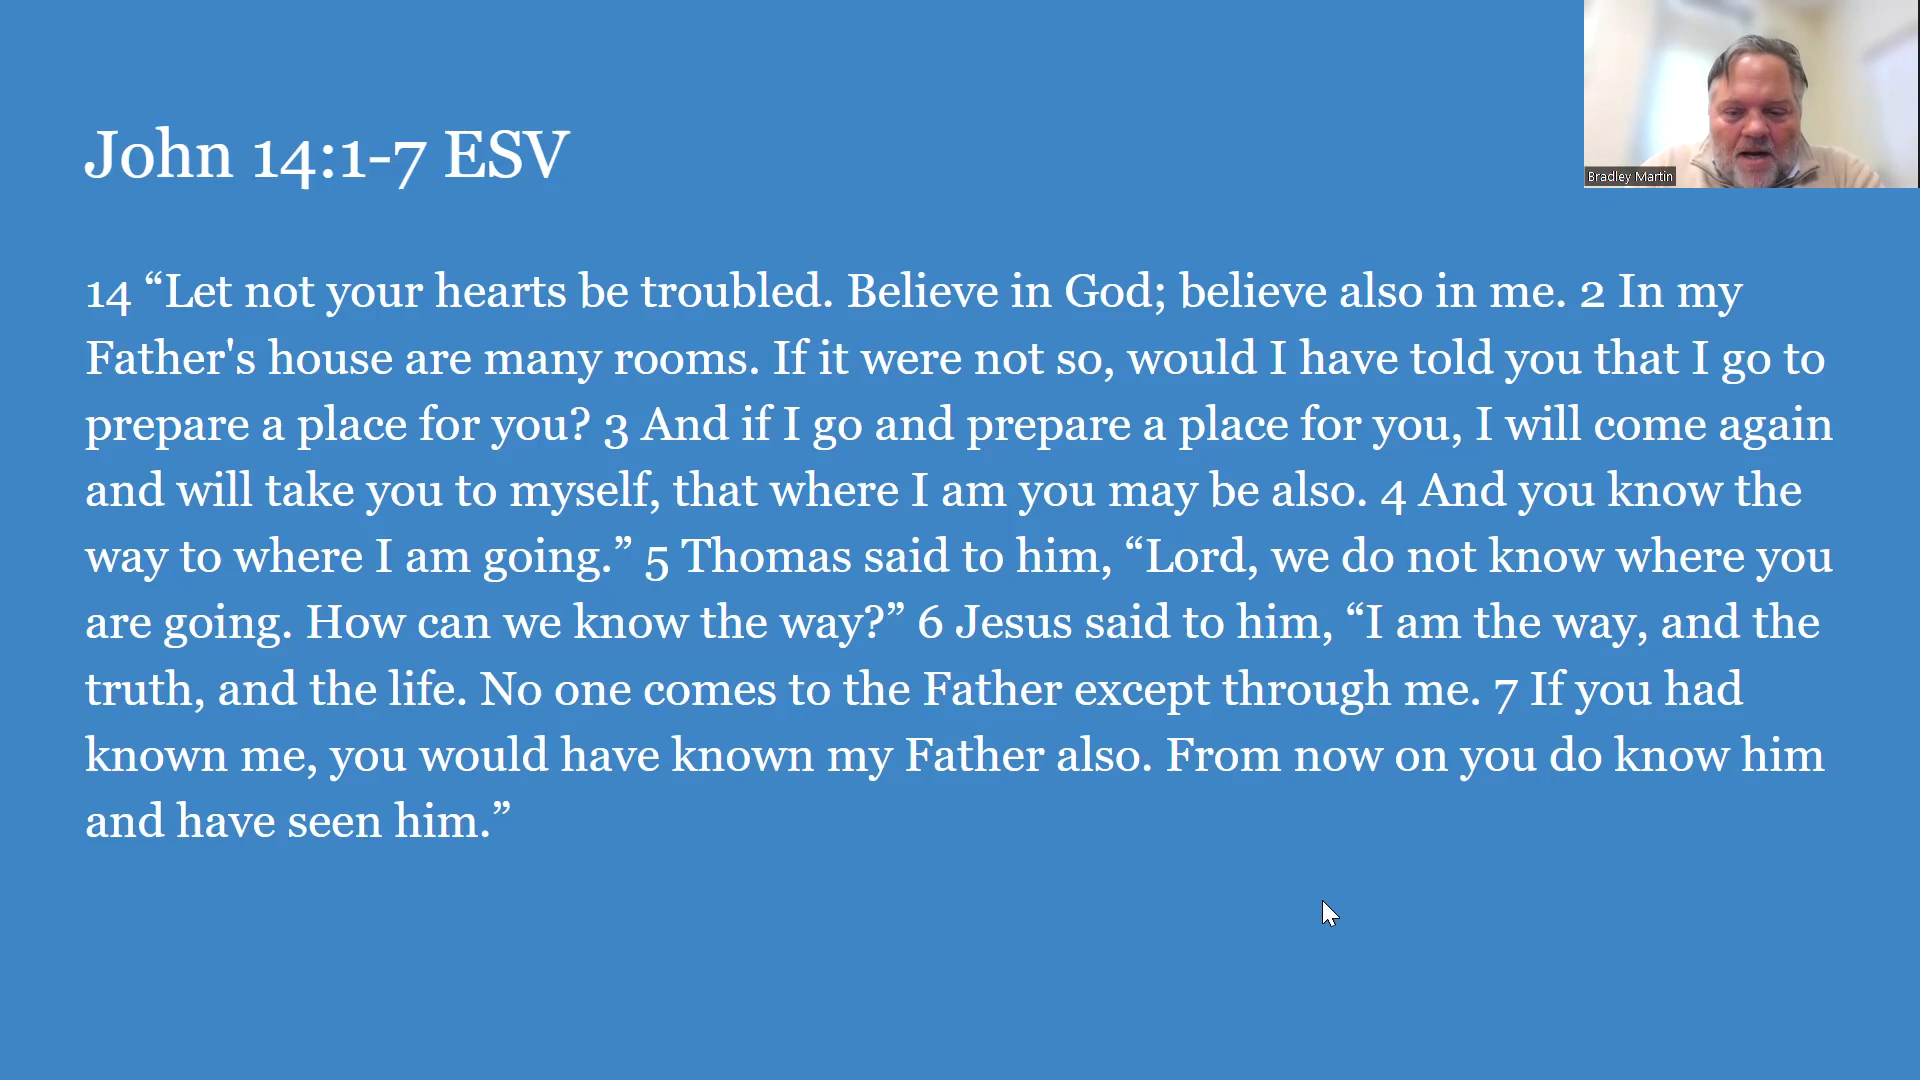 John 14:1-7 ESV
Bradley Martin
14 “Let not your hearts be troubled. Believe in God; believe also in me. 2 In my
Father's house are many rooms. If it were not so, would I have told you that I go to
prepare a place for you? 3 And if I go and prepare a place for you, I will come again
and will take you to myself, that where I am you may be also. 4 And you know the
way to where I am going.” 5 Thomas said to him, “Lord, we do not know where you
are going. How can we know the way?” 6 Jesus said to him, “I am the way, and the
truth, and the life. No one comes to the Father except through me. 7 If you had
known me, you would have known my Father also. From now on you do know him
and have seen him.”